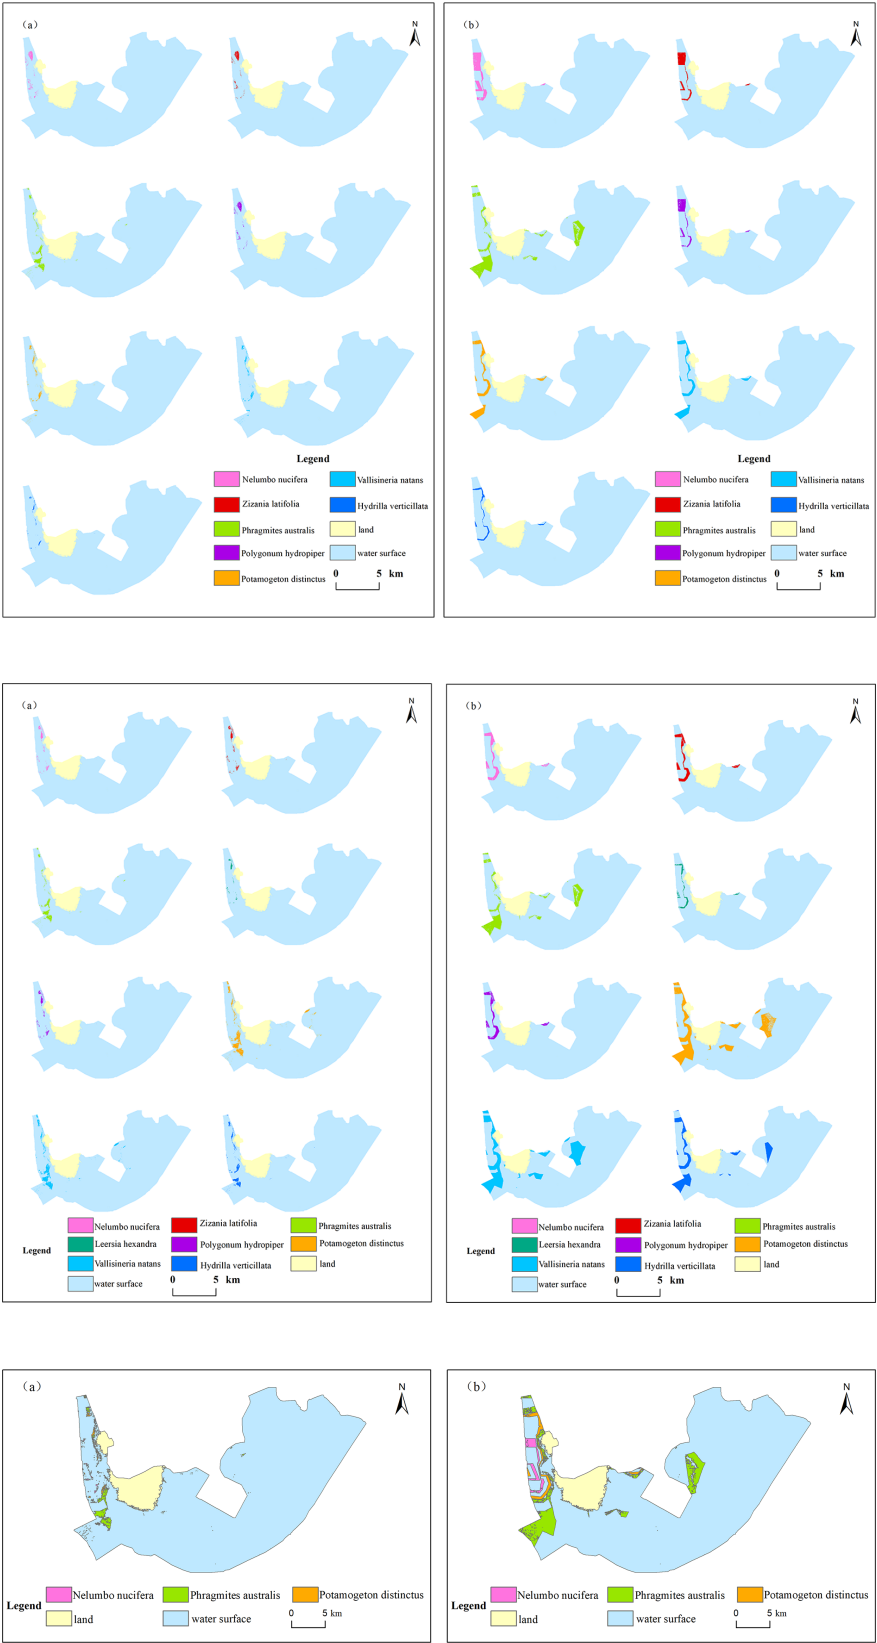 (a)
N
Legend
Nelumbo nucifera
Vallisineria natans
Zizania latifolia
Hydrilla verticillata
Phragmites australis
land
Polygonum hydropiper
water surface
Potamogeton distinctus
0 5 km
(b)
N
Legend
Nelumbo nucifera
Vallisineria natans
Zizania latifolia
Hydrilla verticillata
Phragmites australis
land
Polygonum hydropiper
water surface
Potamogeton distinctus
0 5 km
(a)
N
Legend
Nelumbo nucifera
Zizania latifolia
Phragmites australis
Leersia hexandra
Polygonum hydropiper
Potamogeton distinctus
Vallisineria natans
Hydrilla verticillata
land
water surface
0 5 km
(b)
N
Legend
Nelumbo nucifera
Zizania latifolia
Phragmites australis
Leersia hexandra
Polygonum hydropiper
Potamogeton distinctus
Vallisineria natans
Hydrilla verticillata
land
water surface
0 5 km
(a)
N
Legend
Nelumbo nucifera
Phragmites australis
Potamogeton distinctus
land
water surface
0 5 km
(b)
N
Legend
Nelumbo nucifera
Phragmites australis
Potamogeton distinctus
land
water surface
0 5 km